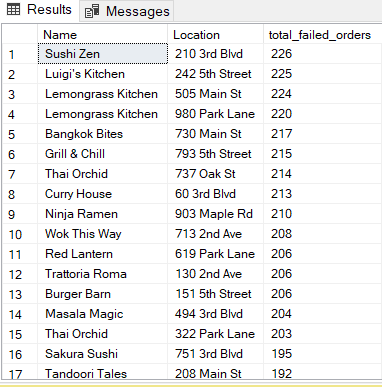 Results Messages
Name Location total_failed_orders
1 Sushi Zen 210 3rd Blvd 226
2 Luigi's Kitchen 242 5th Street 225
3 Lemongrass Kitchen 505 Main St 224
4 Lemongrass Kitchen 980 Park Lane 220
5 Bangkok Bites 730 Main St 217
6 Grill & Chill 793 5th Street 215
7 Thai Orchid 737 Oak St 214
8 Curry House 60 3rd Blvd 213
9 Ninja Ramen 903 Maple Rd 210
10 Wok This Way 713 2nd Ave 208
11 Red Lantern 619 Park Lane 206
12 Trattoria Roma 130 2nd Ave 206
13 Burger Barn 151 5th Street 206
14 Masala Magic 494 3rd Blvd 204
15 Thai Orchid 322 Park Lane 203
16 Sakura Sushi 751 3rd Blvd 195
17 Tandoori Tales 208 Main St 192